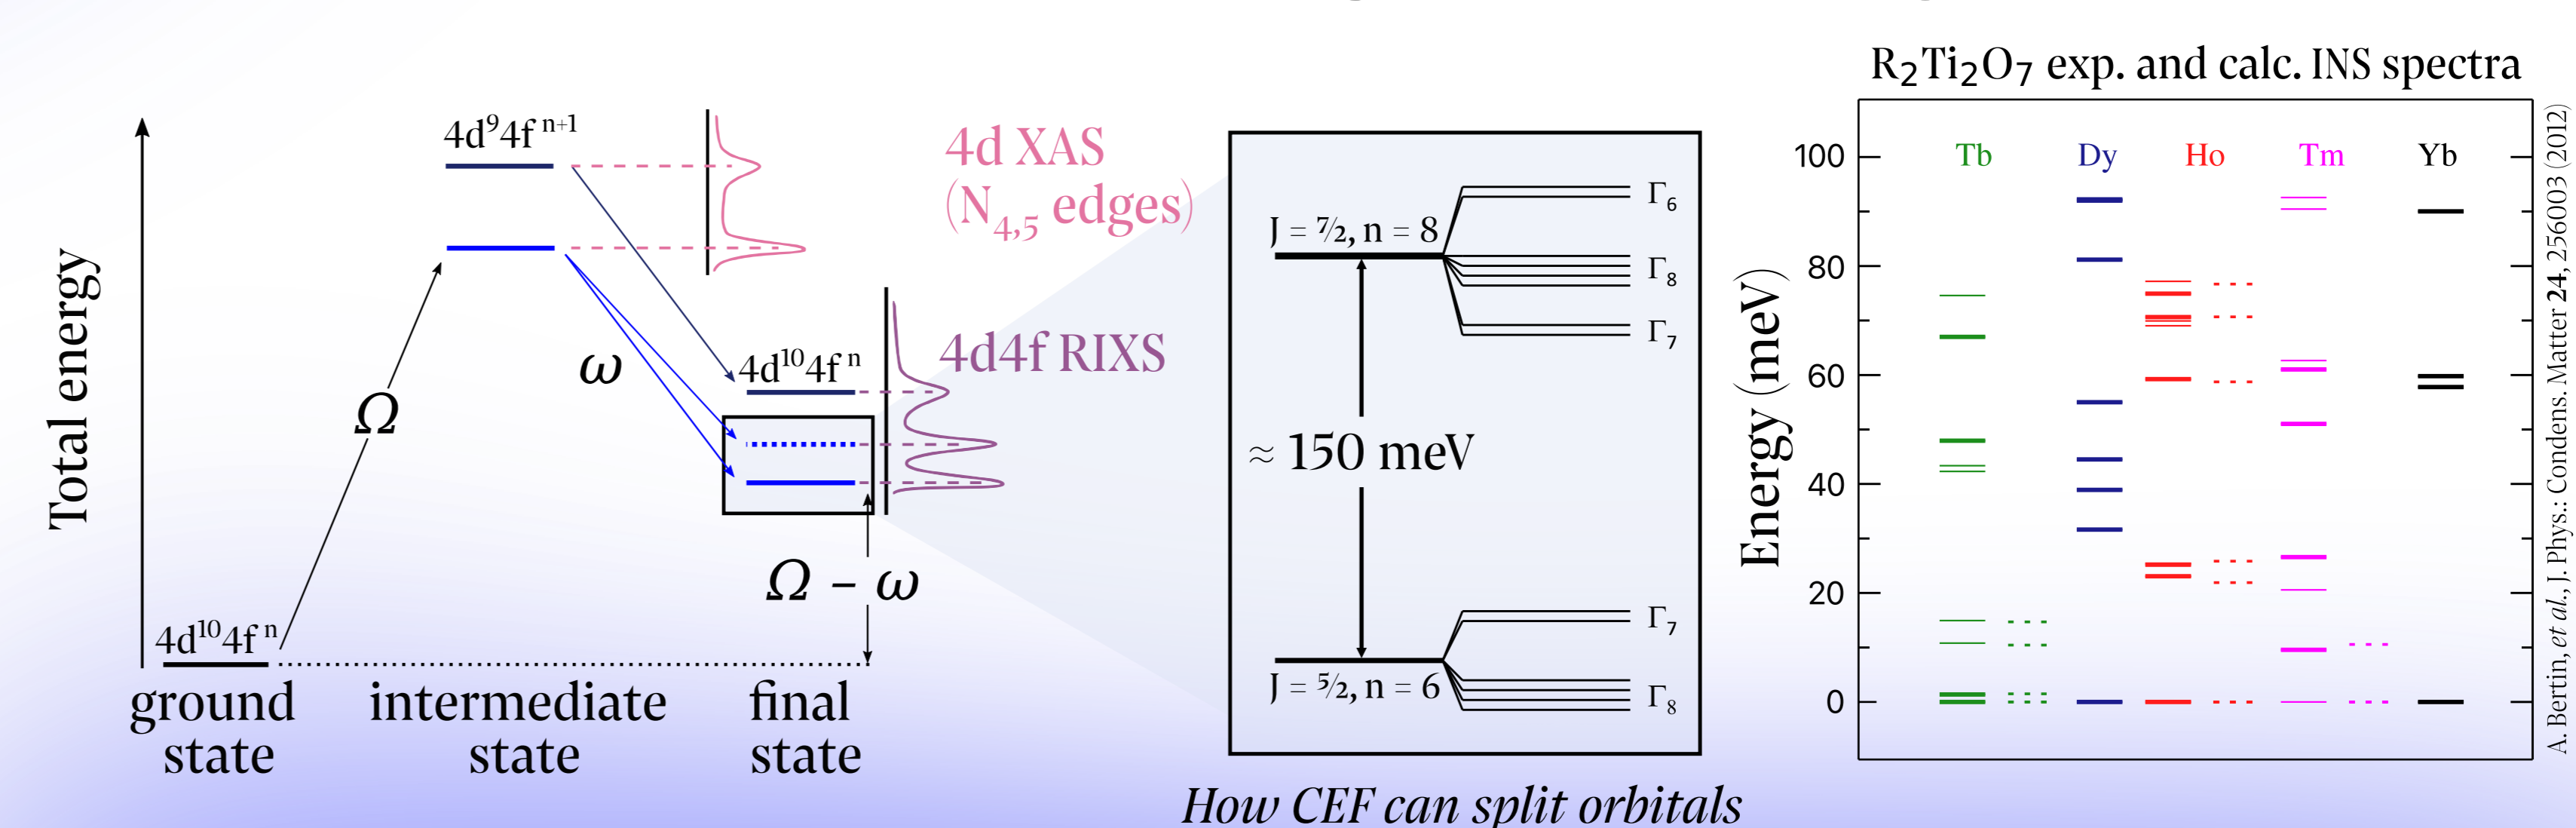 Total energy
4d⁹4f ⁿ⁺¹
4d XAS
(N₄,₅ edges)
Ω
ω
4d¹⁰4f ⁿ
4d4f RIXS
Ω – ω
4d¹⁰4f ⁿ
ground
state
intermediate
state
final
state
J = ⁷⁄₂, n = 8
Γ₆
Γ₈
Γ₇
≈ 150 meV
J = ⁵⁄₂, n = 6
Γ₇
Γ₈
How CEF can split orbitals
R₂Ti₂O₇ exp. and calc. INS spectra
Energy (meV)
100
80
60
40
20
0
Tb Dy Ho Tm Yb
A. Bertin, et al., J. Phys.: Condens. Matter 24, 256003 (2012)